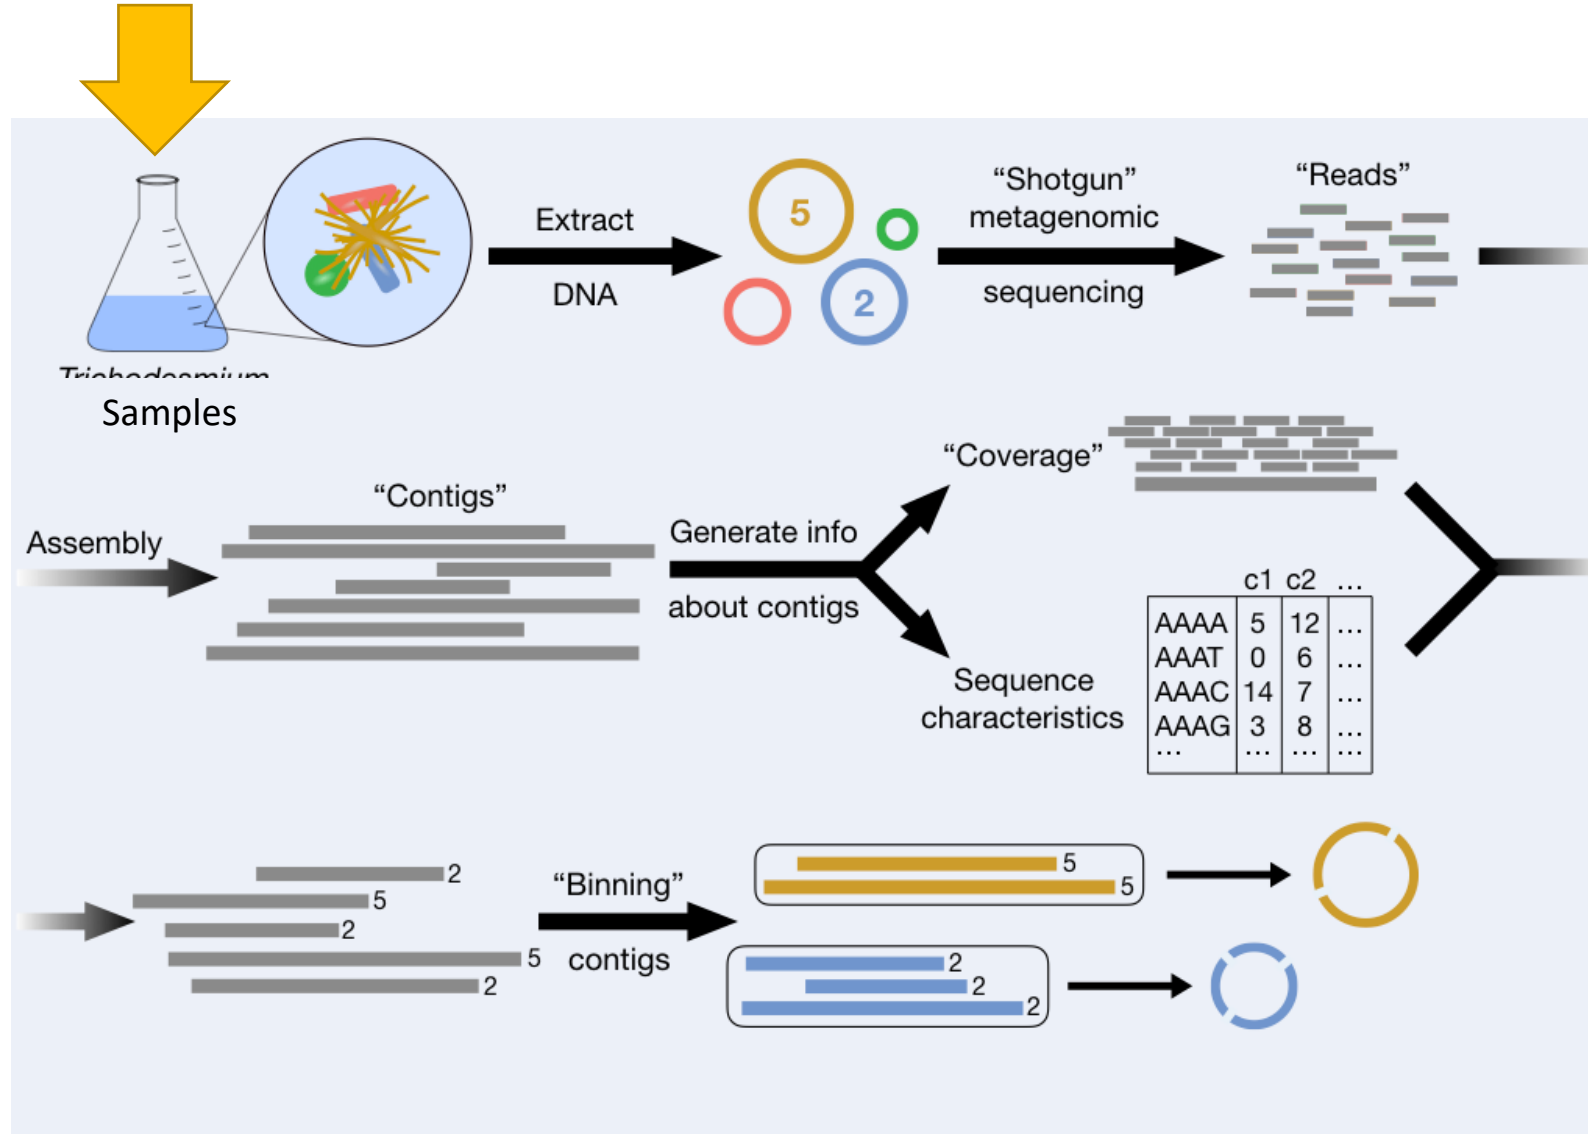 Extract
DNA
5
2
“Shotgun”
metagenomic
sequencing
“Reads”
Trichodesmium
Samples
Assembly
“Contigs”
Generate info
about contigs
“Coverage”
Sequence
characteristics
c1 c2 ...
AAAA 5 12 ...
AAAT 0 6 ...
AAAC 14 7 ...
AAAG 3 8 ...
... ... ... ...
2
5
2
5
2
“Binning”
contigs
5
5
2
2
2